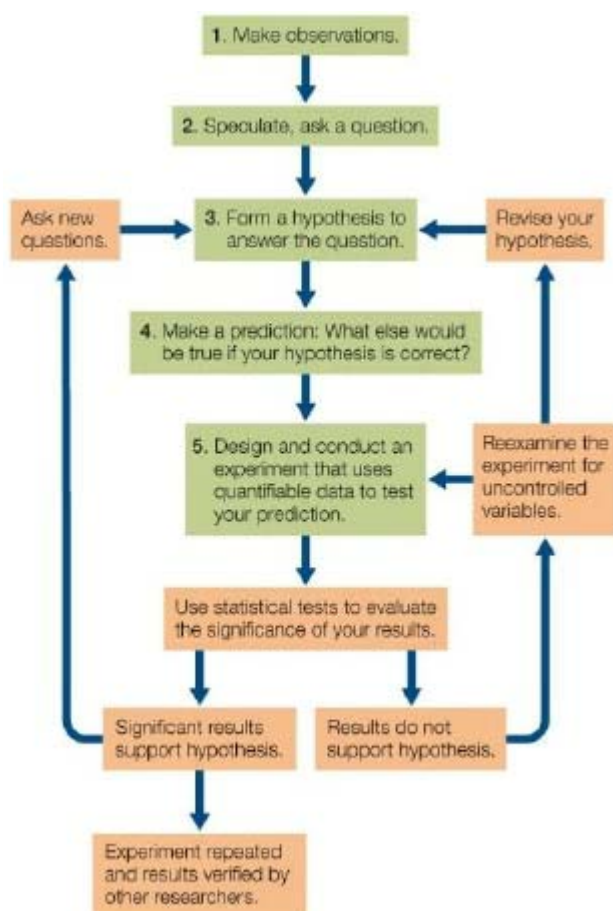 1. Make observations.
2. Speculate, ask a question.
Ask new
questions.
3. Form a hypothesis to
answer the question.
Revise your
hypothesis.
4. Make a prediction: What else would
be true if your hypothesis is correct?
5. Design and conduct an
experiment that uses
quantifiable data to test
your prediction.
Reexamine the
experiment for
uncontrolled
variables.
Use statistical tests to evaluate
the significance of your results.
Significant results
support hypothesis.
Results do not
support hypothesis.
Experiment repeated
and results verified by
other researchers.